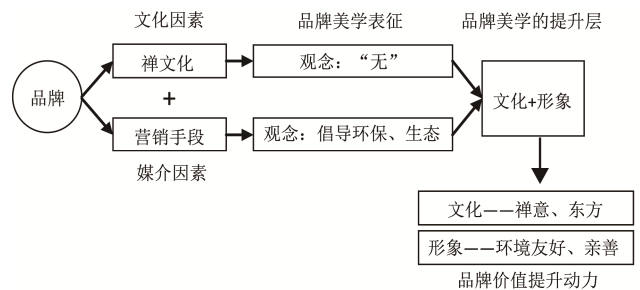 文化因素
品牌美学表征
品牌美学的提升层
品牌
禅文化
观念：“无”
+
文化+形象
营销手段
观念：倡导环保、生态
媒介因素
文化——禅意、东方
形象——环境友好、亲善
品牌价值提升动力